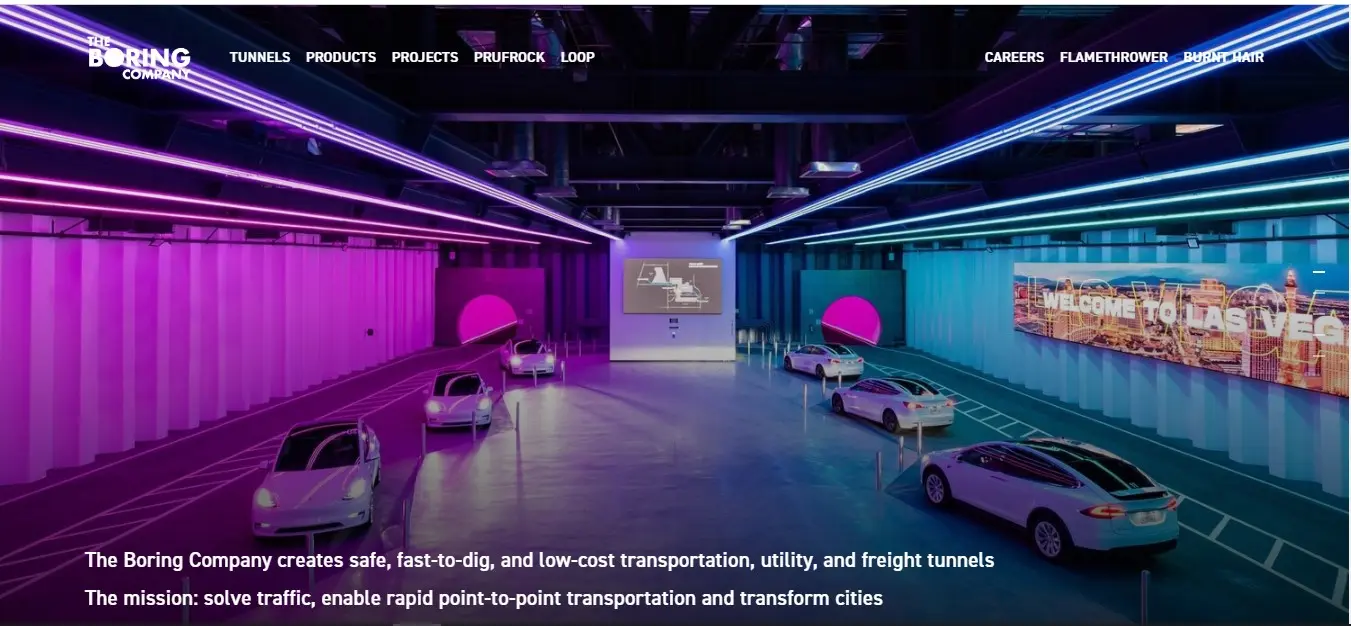 THE
BORING
COMPANY
TUNNELS PRODUCTS PROJECTS PRUFROCK LOOP
CAREERS FLAMETHROWER BURNT HAIR
WELCOME TO LAS VEG
The Boring Company creates safe, fast-to-dig, and low-cost transportation, utility, and freight tunnels
The mission: solve traffic, enable rapid point-to-point transportation and transform cities